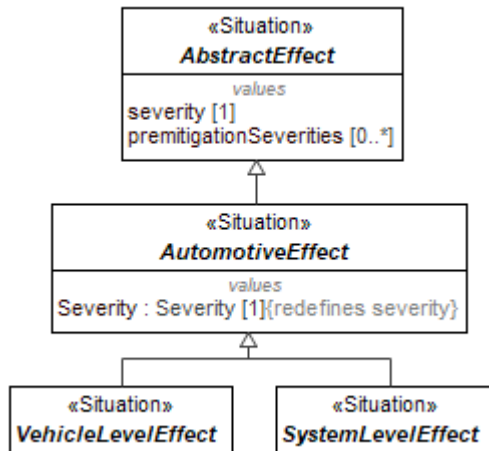 «Situation»
AbstractEffect
values
severity [1]
premitigationSeverities [0..*]
«Situation»
AutomotiveEffect
values
Severity : Severity [1]{redefines severity}
«Situation»
VehicleLevelEffect
«Situation»
SystemLevelEffect